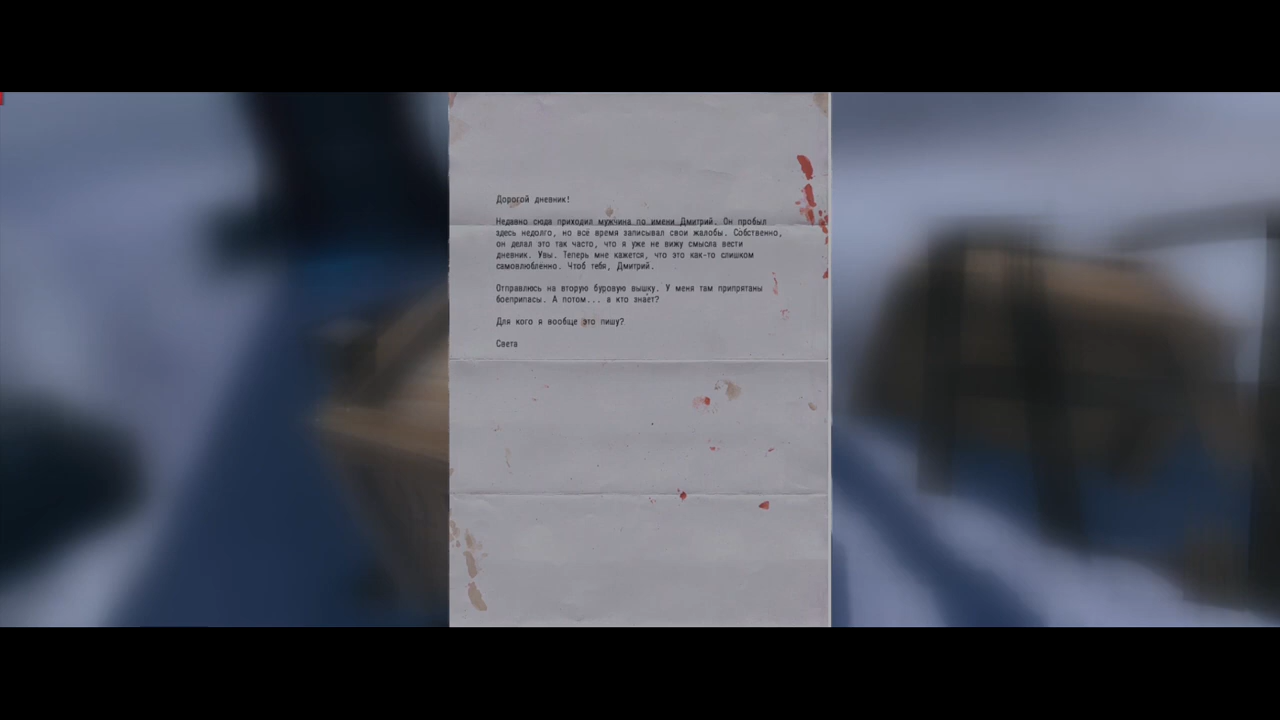 Дорогой дневник!
Недавно сюда приходил мужчина по имени Дмитрий. Он пробыл
здесь недолго, но всё время записывал свои жалобы. Собственно,
он делал это так часто, что я уже не вижу смысла вести
дневник. Увы. Теперь мне кажется, что это как-то слишком
самовлюблённо. Чтоб тебя, Дмитрий.
Отправлюсь на вторую буровую вышку. У меня там припрятаны
боеприпасы. А потом... а кто знает?
Для кого я вообще это пишу?
Света